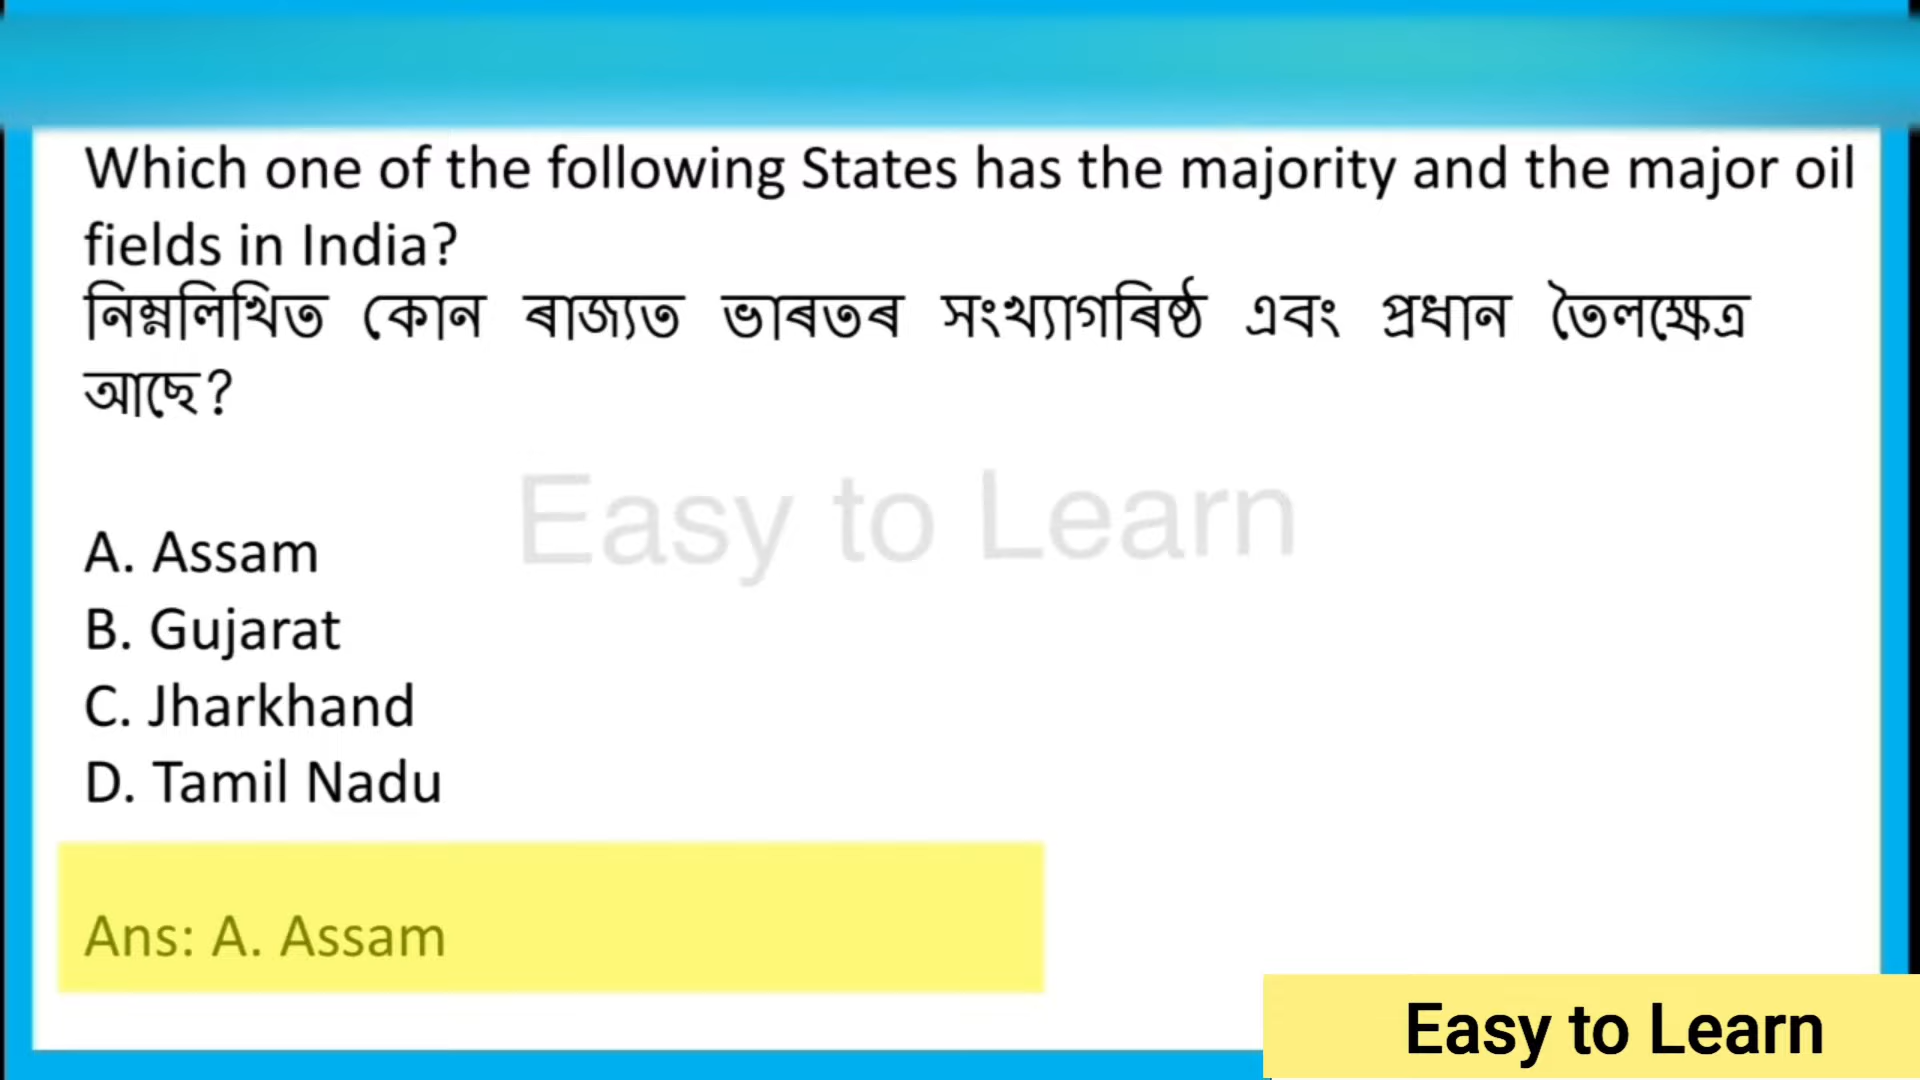 Which one of the following States has the majority and the major oil
fields in India?
নিম্নলিখিত কোন ৰাজ্যত ভাৰতৰ সংখ্যাগৰিষ্ঠ এবং প্ৰধান তৈলক্ষেত্ৰ
আছে?
Easy to Learn
A. Assam
B. Gujarat
C. Jharkhand
D. Tamil Nadu
Ans: A. Assam
Easy to Learn